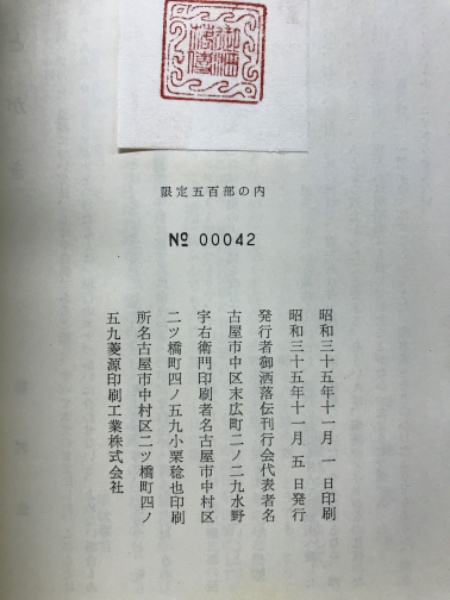 限定五百部の内
№ 00042
昭和三十五年十一月 一 日印刷
昭和三十五年十一月 五 日発行
発行者御洒落伝刊行会代表者名
古屋市中区末広町二ノ二九水野
宇右衛門印刷者名古屋市中村区
二ツ橋町四ノ五九小栗稔也印刷
所名古屋市中村区二ツ橋町四ノ
五九菱源印刷工業株式会社